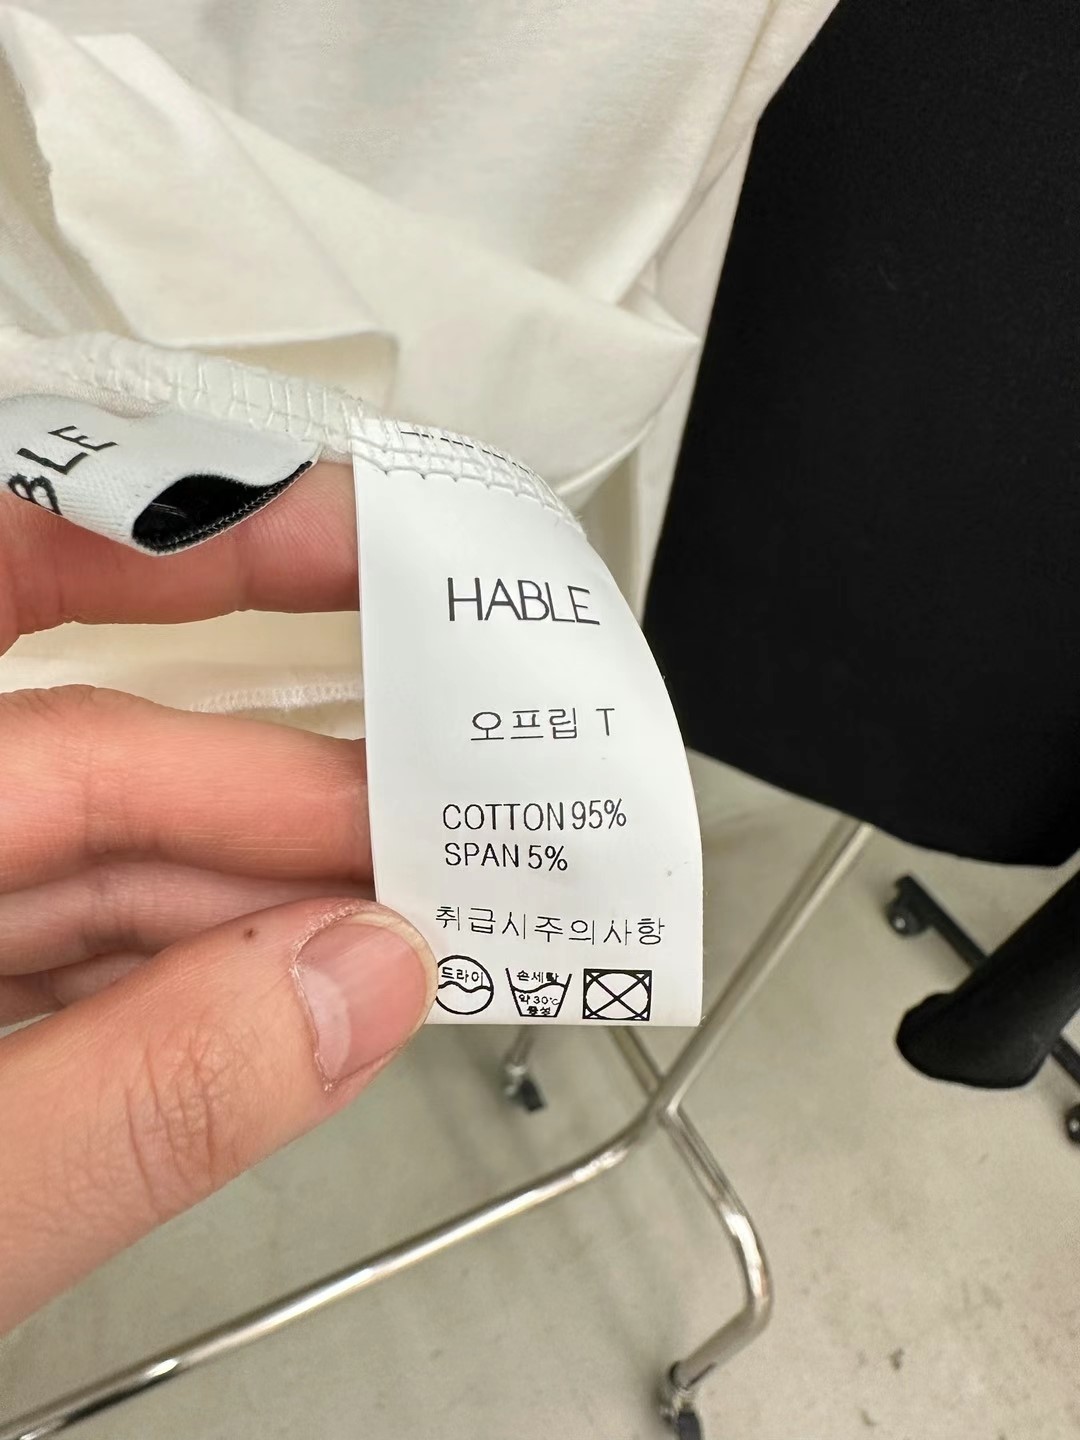 BLE
HABLE
오프립 T
COTTON 95%
SPAN 5%
취급시주의사항
드라이
손세탁
약 30℃
중성